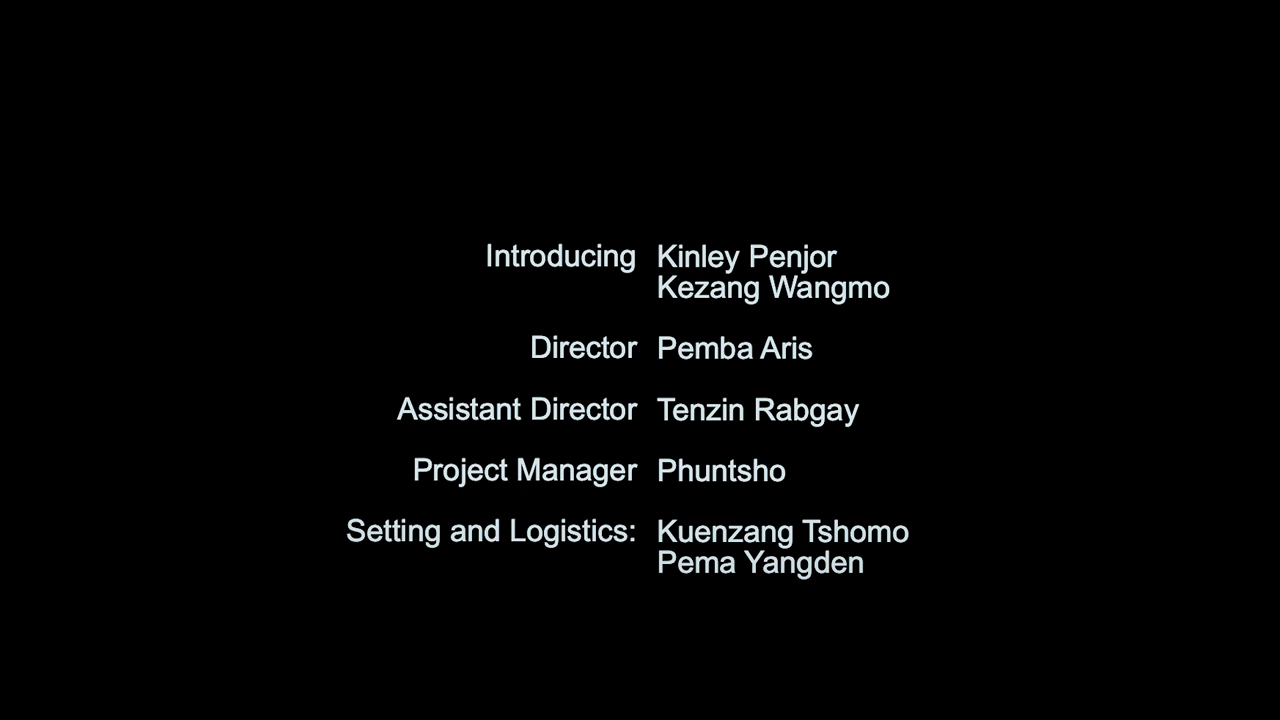 Introducing Kinley Penjor
Kezang Wangmo
Director Pemba Aris
Assistant Director Tenzin Rabgay
Project Manager Phuntsho
Setting and Logistics: Kuenzang Tshomo
Pema Yangden